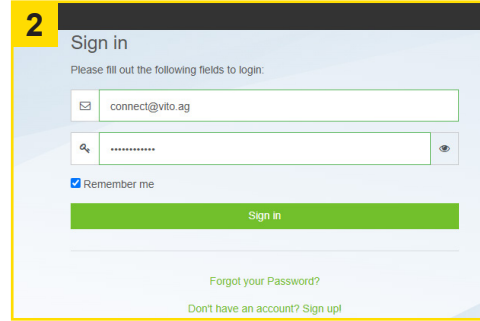 2
Sign in
Please fill out the following fields to login:
connect@vito.ag
••••••••••••
Remember me
Sign in
Forgot your Password?
Don't have an account? Sign up!